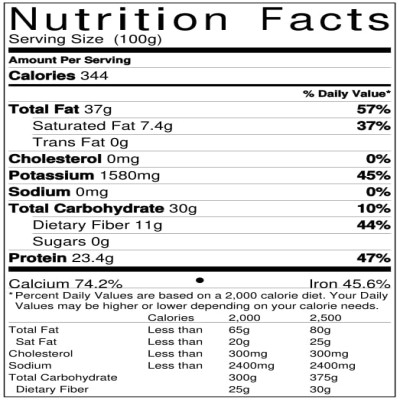 Nutrition Facts
Serving Size (100g)
Amount Per Serving
Calories 344
% Daily Value*
Total Fat 37g 57%
Saturated Fat 7.4g 37%
Trans Fat 0g
Cholesterol 0mg 0%
Potassium 1580mg 45%
Sodium 0mg 0%
Total Carbohydrate 30g 10%
Dietary Fiber 11g 44%
Sugars 0g
Protein 23.4g 47%
Calcium 74.2% • Iron 45.6%
*Percent Daily Values are based on a 2,000 calorie diet. Your Daily
Values may be higher or lower depending on your calorie needs.
Calories 2,000 2,500
Total Fat Less than 65g 80g
Sat Fat Less than 20g 25g
Cholesterol Less than 300mg 300mg
Sodium Less than 2400mg 2400mg
Total Carbohydrate 300g 375g
Dietary Fiber 25g 30g